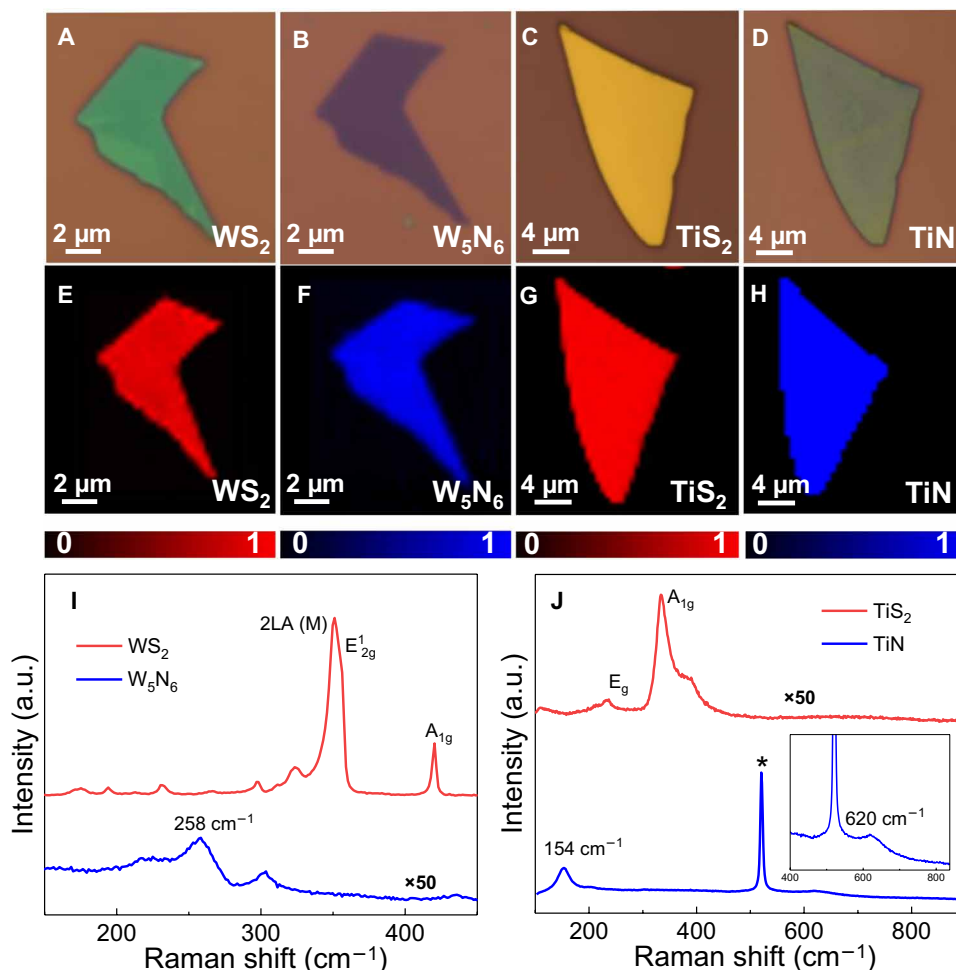 A
B
C
D
2 µm
WS₂
2 µm
W₅N₆
4 µm
TiS₂
4 µm
TiN
E
F
G
H
2 µm
WS₂
2 µm
W₅N₆
4 µm
TiS₂
4 µm
TiN
0 1
0 1
0 1
0 1
I
WS₂
W₅N₆
2LA (M)
E¹₂g
A₁g
258 cm⁻¹
×50
150 250 350 400
Raman shift (cm⁻¹)
Intensity (a.u.)
J
TiS₂
TiN
A₁g
Eg
×50
*
154 cm⁻¹
620 cm⁻¹
400 600 800
200 400 600 800
Raman shift (cm⁻¹)
Intensity (a.u.)